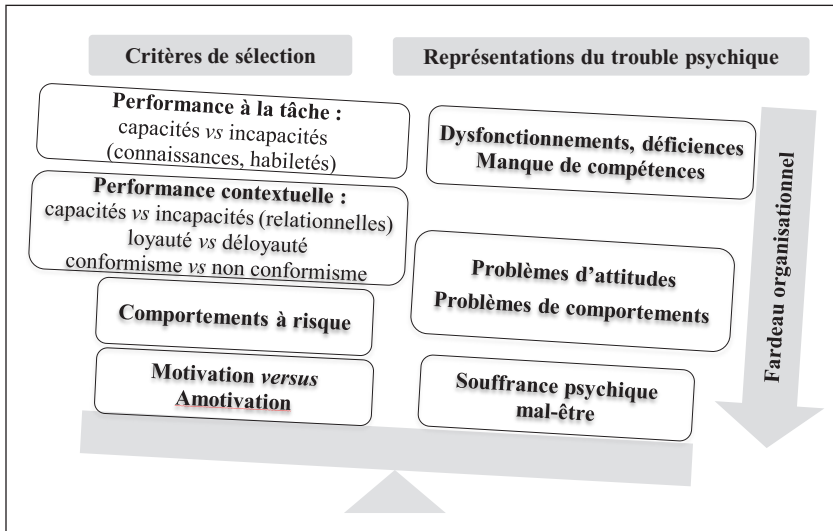 Critères de sélection
Performance à la tâche :
capacités vs incapacités
(connaissances, habiletés)
Performance contextuelle :
capacités vs incapacités (relationnelles)
loyauté vs déloyauté
conformisme vs non conformisme
Comportements à risque
Motivation versus
Amotivation
Représentations du trouble psychique
Dysfonctionnements, déficiences
Manque de compétences
Problèmes d'attitudes
Problèmes de comportements
Souffrance psychique
mal-être
Fardeau organisationnel